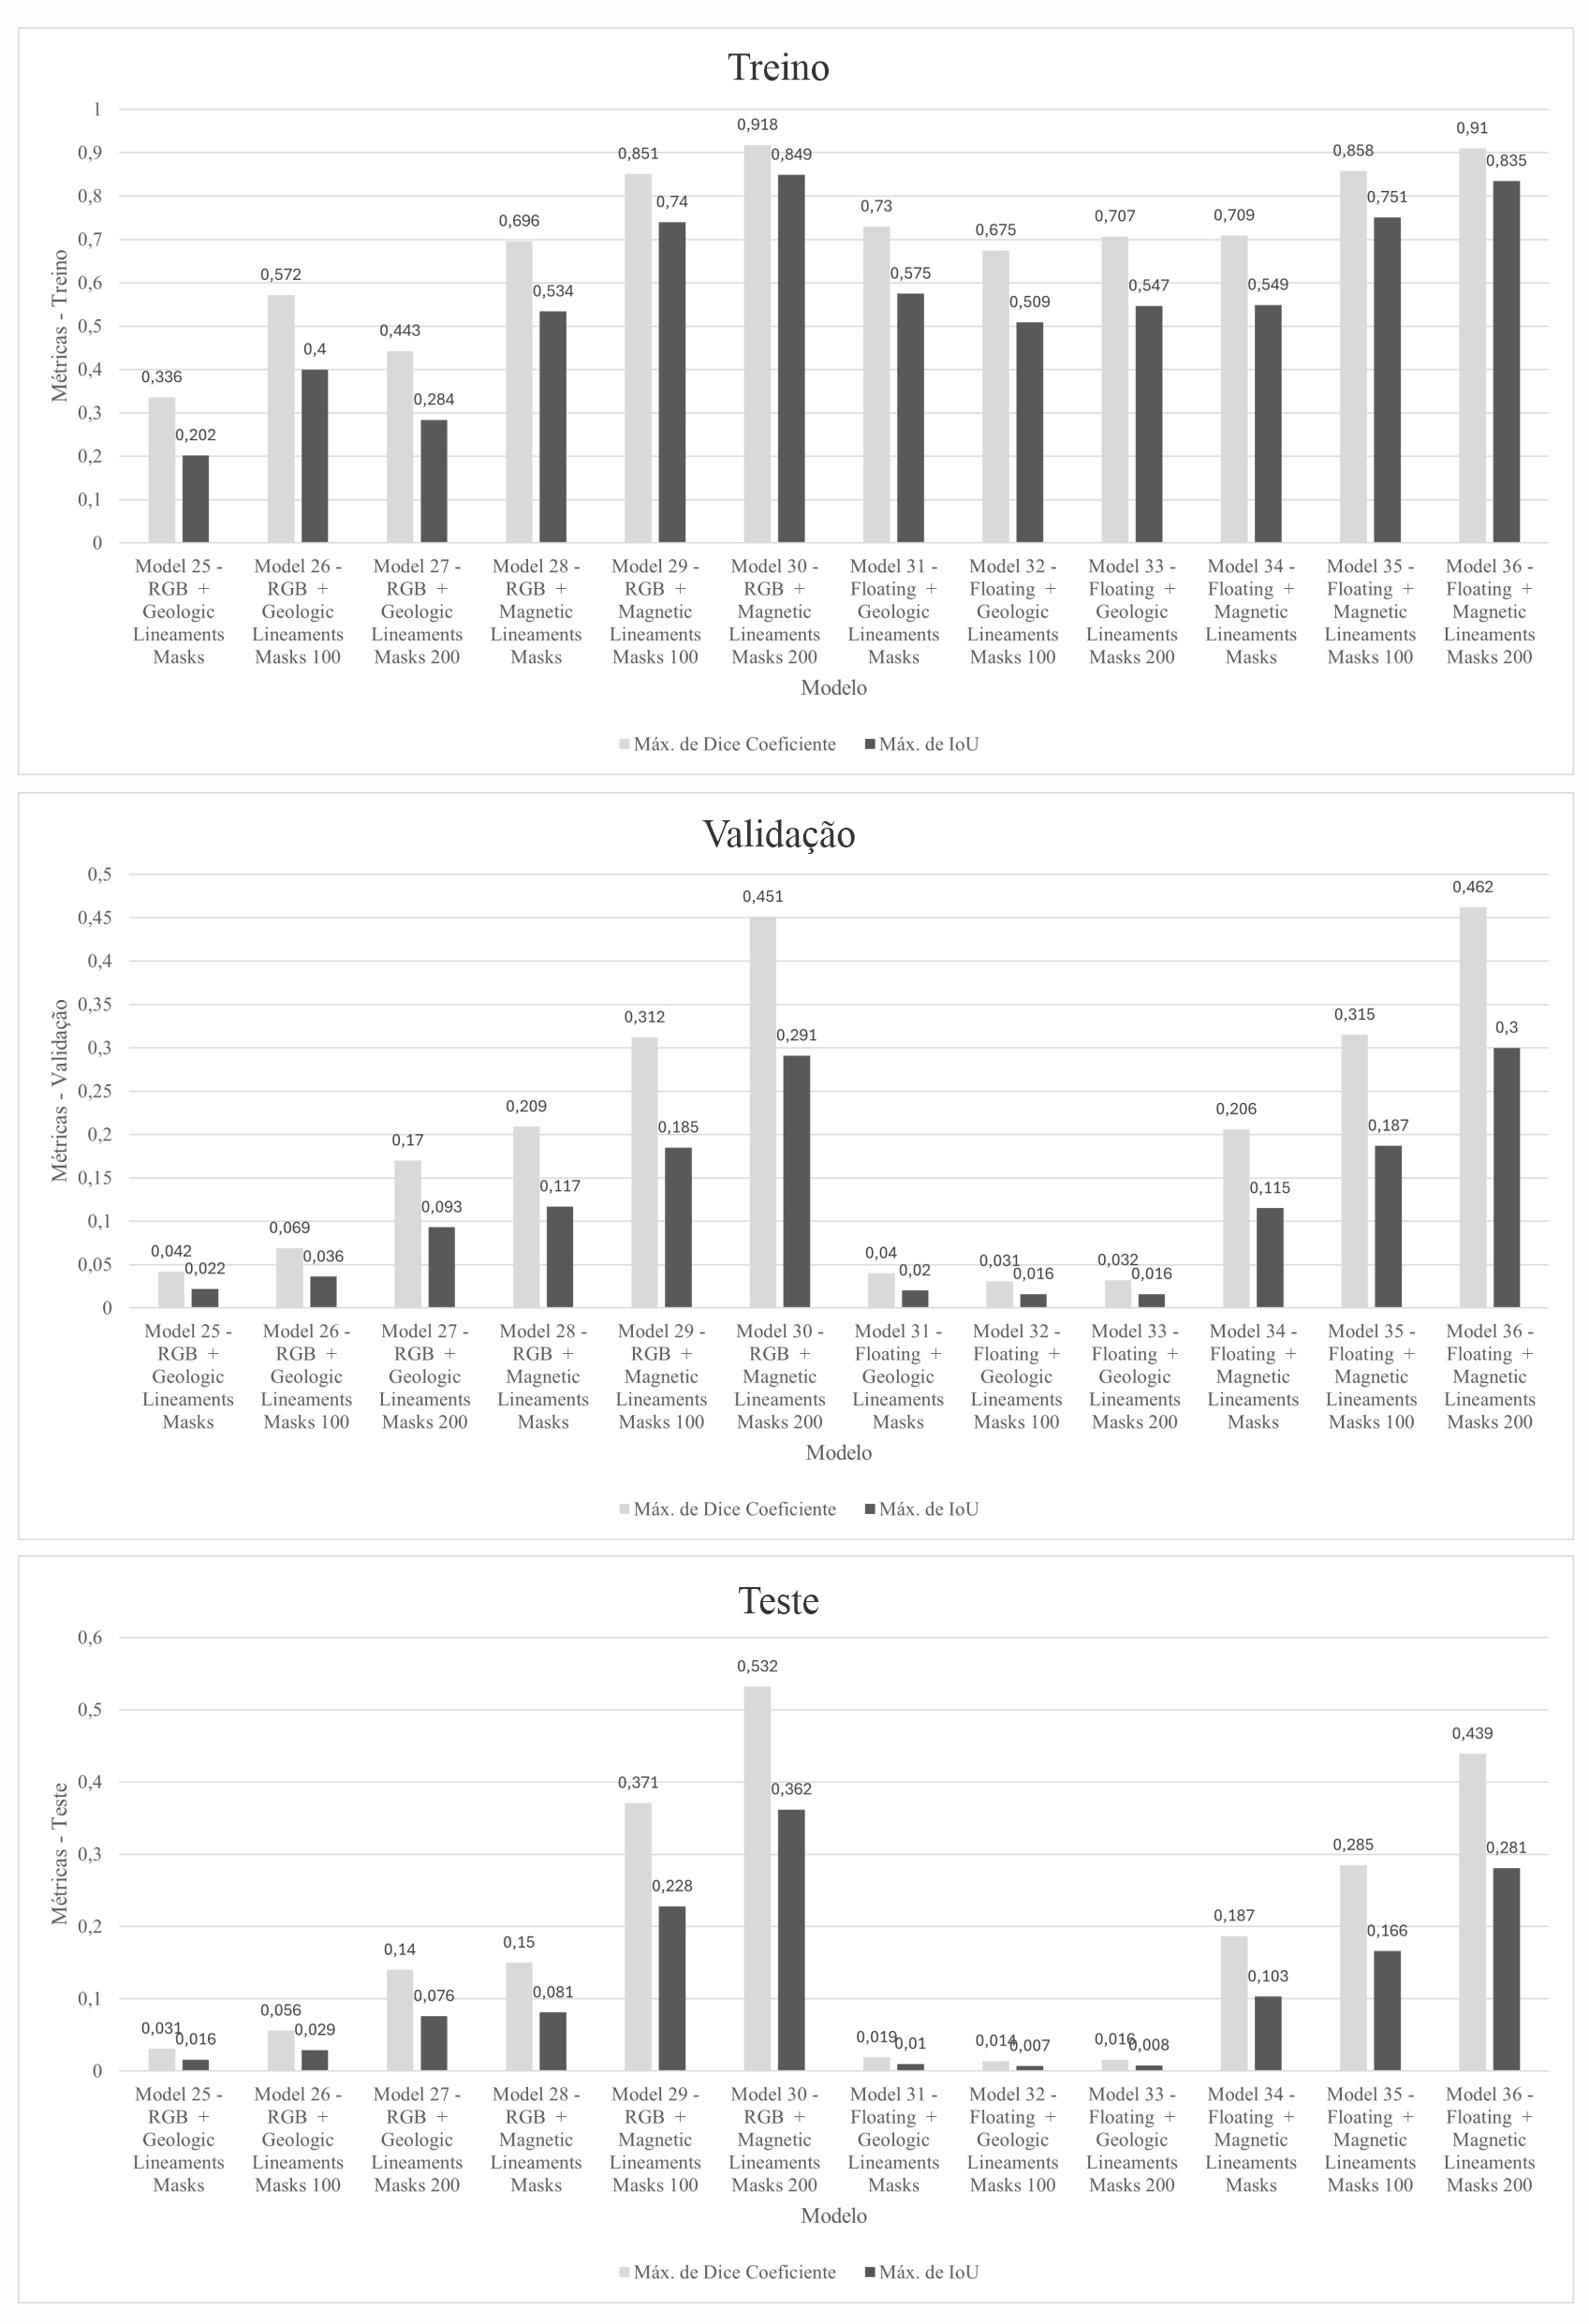 Treino
Métricas - Treino
1
0,9
0,8
0,7
0,6
0,5
0,4
0,3
0,2
0,1
0
0,336
0,202
0,572
0,4
0,443
0,284
0,696
0,534
0,851
0,74
0,918
0,849
0,73
0,575
0,675
0,509
0,707
0,547
0,709
0,549
0,858
0,751
0,91
0,835
Model 25 -
RGB +
Geologic
Lineaments
Masks
Model 26 -
RGB +
Geologic
Lineaments
Masks 100
Model 27 -
RGB +
Geologic
Lineaments
Masks 200
Model 28 -
RGB +
Magnetic
Lineaments
Masks
Model 29 -
RGB +
Magnetic
Lineaments
Masks 100
Model 30 -
RGB +
Magnetic
Lineaments
Masks 200
Model 31 -
Floating +
Geologic
Lineaments
Masks
Model 32 -
Floating +
Geologic
Lineaments
Masks 100
Model 33 -
Floating +
Geologic
Lineaments
Masks 200
Model 34 -
Floating +
Magnetic
Lineaments
Masks
Model 35 -
Floating +
Magnetic
Lineaments
Masks 100
Model 36 -
Floating +
Magnetic
Lineaments
Masks 200
Modelo
Máx. de Dice Coeficiente
Máx. de IoU
Validação
Métricas - Validação
0,5
0,45
0,4
0,35
0,3
0,25
0,2
0,15
0,1
0,05
0
0,042
0,022
0,069
0,036
0,17
0,093
0,209
0,117
0,312
0,185
0,451
0,291
0,04
0,02
0,031
0,016
0,032
0,016
0,206
0,115
0,315
0,187
0,462
0,3
Model 25 -
RGB +
Geologic
Lineaments
Masks
Model 26 -
RGB +
Geologic
Lineaments
Masks 100
Model 27 -
RGB +
Geologic
Lineaments
Masks 200
Model 28 -
RGB +
Magnetic
Lineaments
Masks
Model 29 -
RGB +
Magnetic
Lineaments
Masks 100
Model 30 -
RGB +
Magnetic
Lineaments
Masks 200
Model 31 -
Floating +
Geologic
Lineaments
Masks
Model 32 -
Floating +
Geologic
Lineaments
Masks 100
Model 33 -
Floating +
Geologic
Lineaments
Masks 200
Model 34 -
Floating +
Magnetic
Lineaments
Masks
Model 35 -
Floating +
Magnetic
Lineaments
Masks 100
Model 36 -
Floating +
Magnetic
Lineaments
Masks 200
Modelo
Máx. de Dice Coeficiente
Máx. de IoU
Teste
Métricas - Teste
0,6
0,5
0,4
0,3
0,2
0,1
0
0,031
0,016
0,056
0,029
0,14
0,076
0,15
0,081
0,371
0,228
0,532
0,362
0,019
0,01
0,014
0,007
0,016
0,008
0,187
0,103
0,285
0,166
0,439
0,281
Model 25 -
RGB +
Geologic
Lineaments
Masks
Model 26 -
RGB +
Geologic
Lineaments
Masks 100
Model 27 -
RGB +
Geologic
Lineaments
Masks 200
Model 28 -
RGB +
Magnetic
Lineaments
Masks
Model 29 -
RGB +
Magnetic
Lineaments
Masks 100
Model 30 -
RGB +
Magnetic
Lineaments
Masks 200
Model 31 -
Floating +
Geologic
Lineaments
Masks
Model 32 -
Floating +
Geologic
Lineaments
Masks 100
Model 33 -
Floating +
Geologic
Lineaments
Masks 200
Model 34 -
Floating +
Magnetic
Lineaments
Masks
Model 35 -
Floating +
Magnetic
Lineaments
Masks 100
Model 36 -
Floating +
Magnetic
Lineaments
Masks 200
Modelo
Máx. de Dice Coeficiente
Máx. de IoU